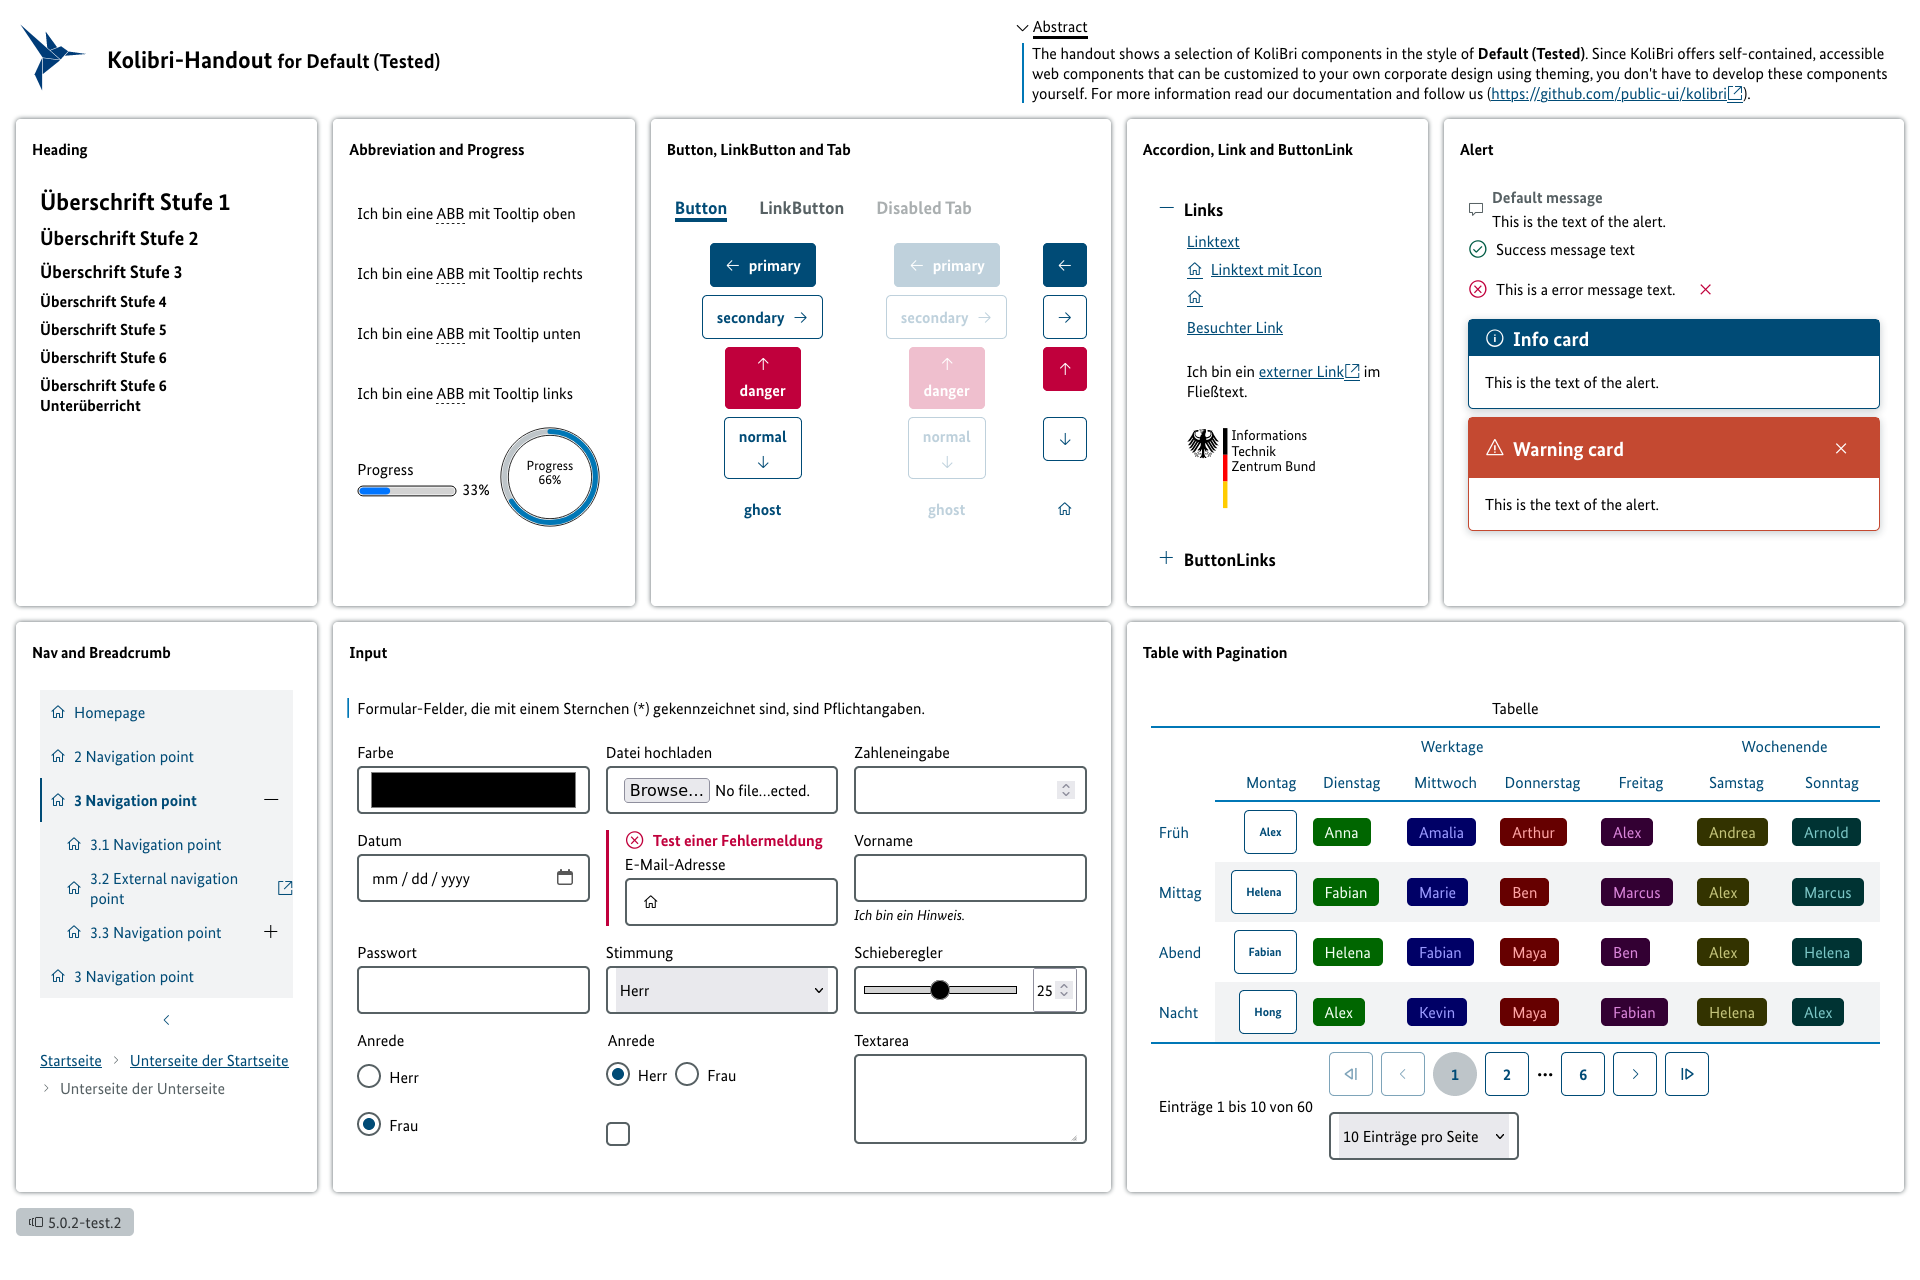 Kolibri-Handout for Default (Tested)
Abstract
The handout shows a selection of KoliBri components in the style of Default (Tested). Since KoliBri offers self-contained, accessible
web components that can be customized to your own corporate design using theming, you don't have to develop these components
yourself. For more information read our documentation and follow us (https://github.com/public-ui/kolibri).
Heading
Überschrift Stufe 1
Überschrift Stufe 2
Überschrift Stufe 3
Überschrift Stufe 4
Überschrift Stufe 5
Überschrift Stufe 6
Überschrift Stufe 6
Unterüberricht
Abbreviation and Progress
Ich bin eine ABB mit Tooltip oben
Ich bin eine ABB mit Tooltip rechts
Ich bin eine ABB mit Tooltip unten
Ich bin eine ABB mit Tooltip links
Progress
33%
Progress
66%
Button, LinkButton and Tab
Button LinkButton Disabled Tab
primary primary
secondary secondary
danger danger
normal normal
ghost ghost
Accordion, Link and ButtonLink
Links
Linktext
Linktext mit Icon
Besuchter Link
Ich bin ein externer Link im
Fließtext.
Informations
Technik
Zentrum Bund
ButtonLinks
Alert
Default message
This is the text of the alert.
Success message text
This is a error message text.
Info card
This is the text of the alert.
Warning card
This is the text of the alert.
Nav and Breadcrumb
Homepage
2 Navigation point
3 Navigation point
3.1 Navigation point
3.2 External navigation
point
3.3 Navigation point
3 Navigation point
Startseite Unterseite der Startseite
Unterseite der Unterseite
Input
Formular-Felder, die mit einem Sternchen (*) gekennzeichnet sind, sind Pflichtangaben.
Farbe
Datei hochladen
Browse... No file...ected.
Zahleneingabe
Datum
mm / dd / yyyy
Test einer Fehlermeldung
E-Mail-Adresse
Vorname
Ich bin ein Hinweis.
Passwort
Stimmung
Herr
Schieberegler
25
Anrede
Herr
Frau
Anrede
Herr Frau
Textarea
Table with Pagination
Tabelle
Werktage Wochenende
Montag Dienstag Mittwoch Donnerstag Freitag Samstag Sonntag
Früh Alex Anna Amalia Arthur Alex Andrea Arnold
Mittag Helena Fabian Marie Ben Marcus Alex Marcus
Abend Fabian Helena Fabian Maya Ben Alex Helena
Nacht Hong Alex Kevin Maya Fabian Helena Alex
1 2 ··· 6
Einträge 1 bis 10 von 60
10 Einträge pro Seite
5.0.2-test.2